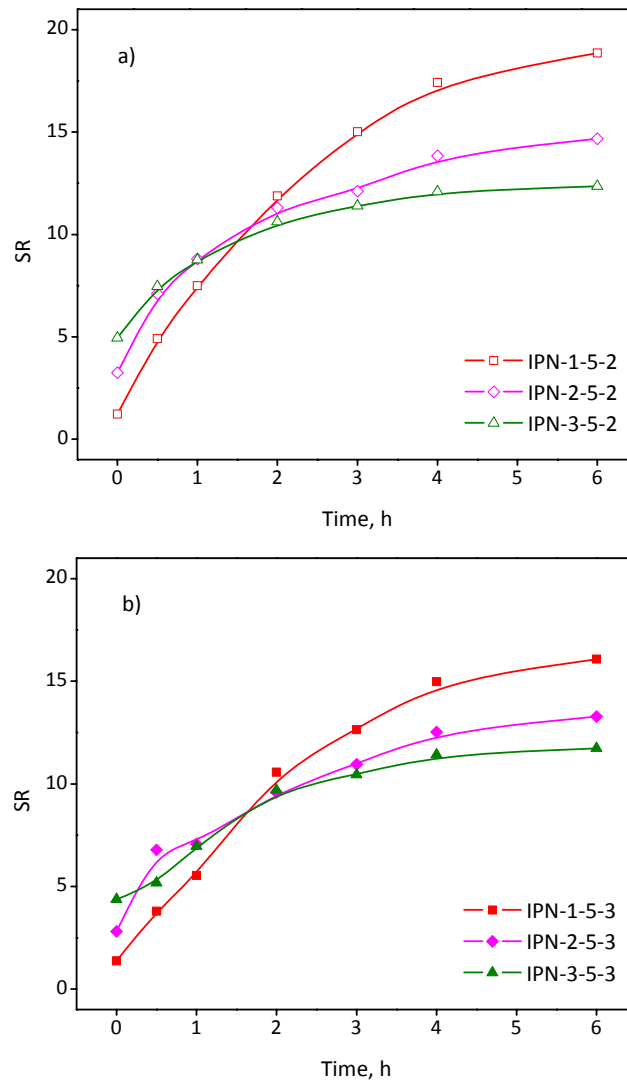 20
a)
15
10
SR
5
IPN-1-5-2
IPN-2-5-2
IPN-3-5-2
0
0 1 2 3 4 5 6
Time, h
20
b)
15
10
SR
5
IPN-1-5-3
IPN-2-5-3
IPN-3-5-3
0
0 1 2 3 4 5 6
Time, h